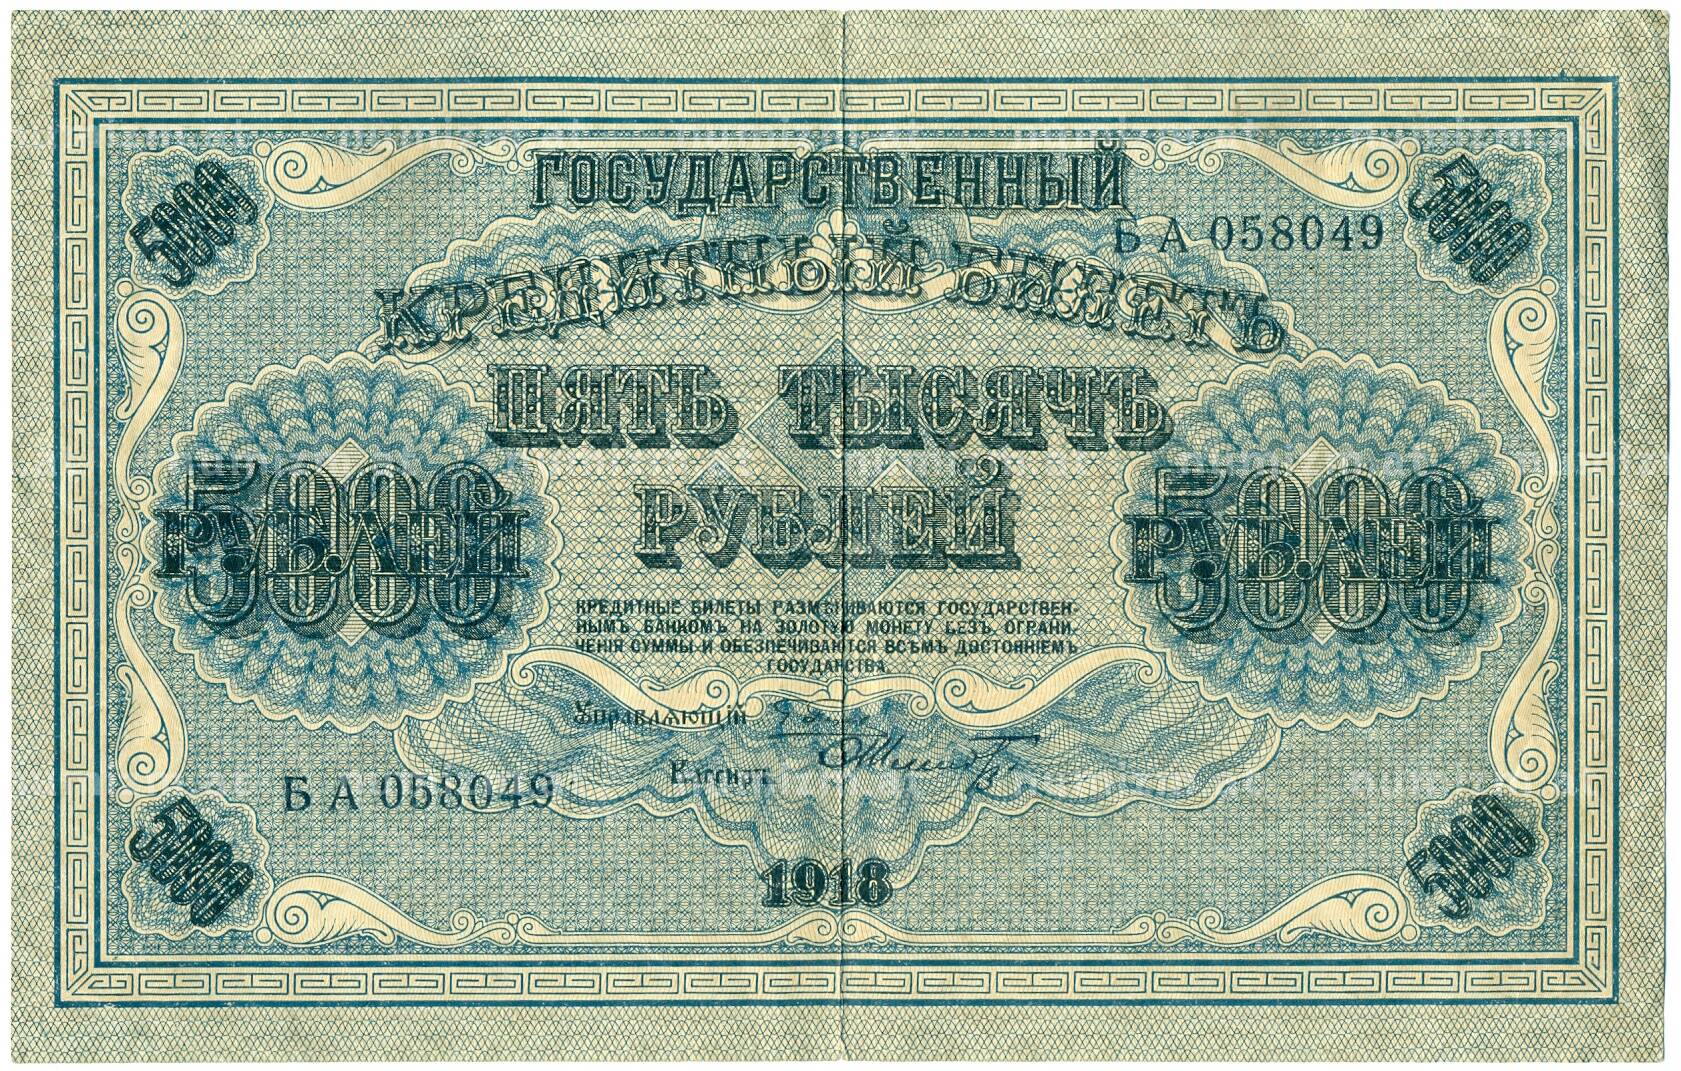 5000
ГОСУДАРСТВЕННЫЙ
5000
БА 058049
КРЕДИТНЫЙ БИЛЕТЪ
ПЯТЬ ТЫСЯЧЪ
РУБЛЕЙ
5000
РУБЛЕЙ
5000
5000
РУБЛЕЙ
5000
КРЕДИТНЫЕ БИЛЕТЫ РАЗМѢНИВАЮТСЯ ГОСУДАРСТВЕН-
НЫМЪ БАНКОМЪ НА ЗОЛОТУЮ МОНЕТУ БЕЗЪ ОГРАНИ-
ЧЕНІЯ СУММЫ И ОБЕЗПЕЧИВАЮТСЯ ВСѢМЪ ДОСТОЯНІЕМЪ
ГОСУДАРСТВА.
Управляющій
Кассиръ
БА 058049
5000
1918
5000